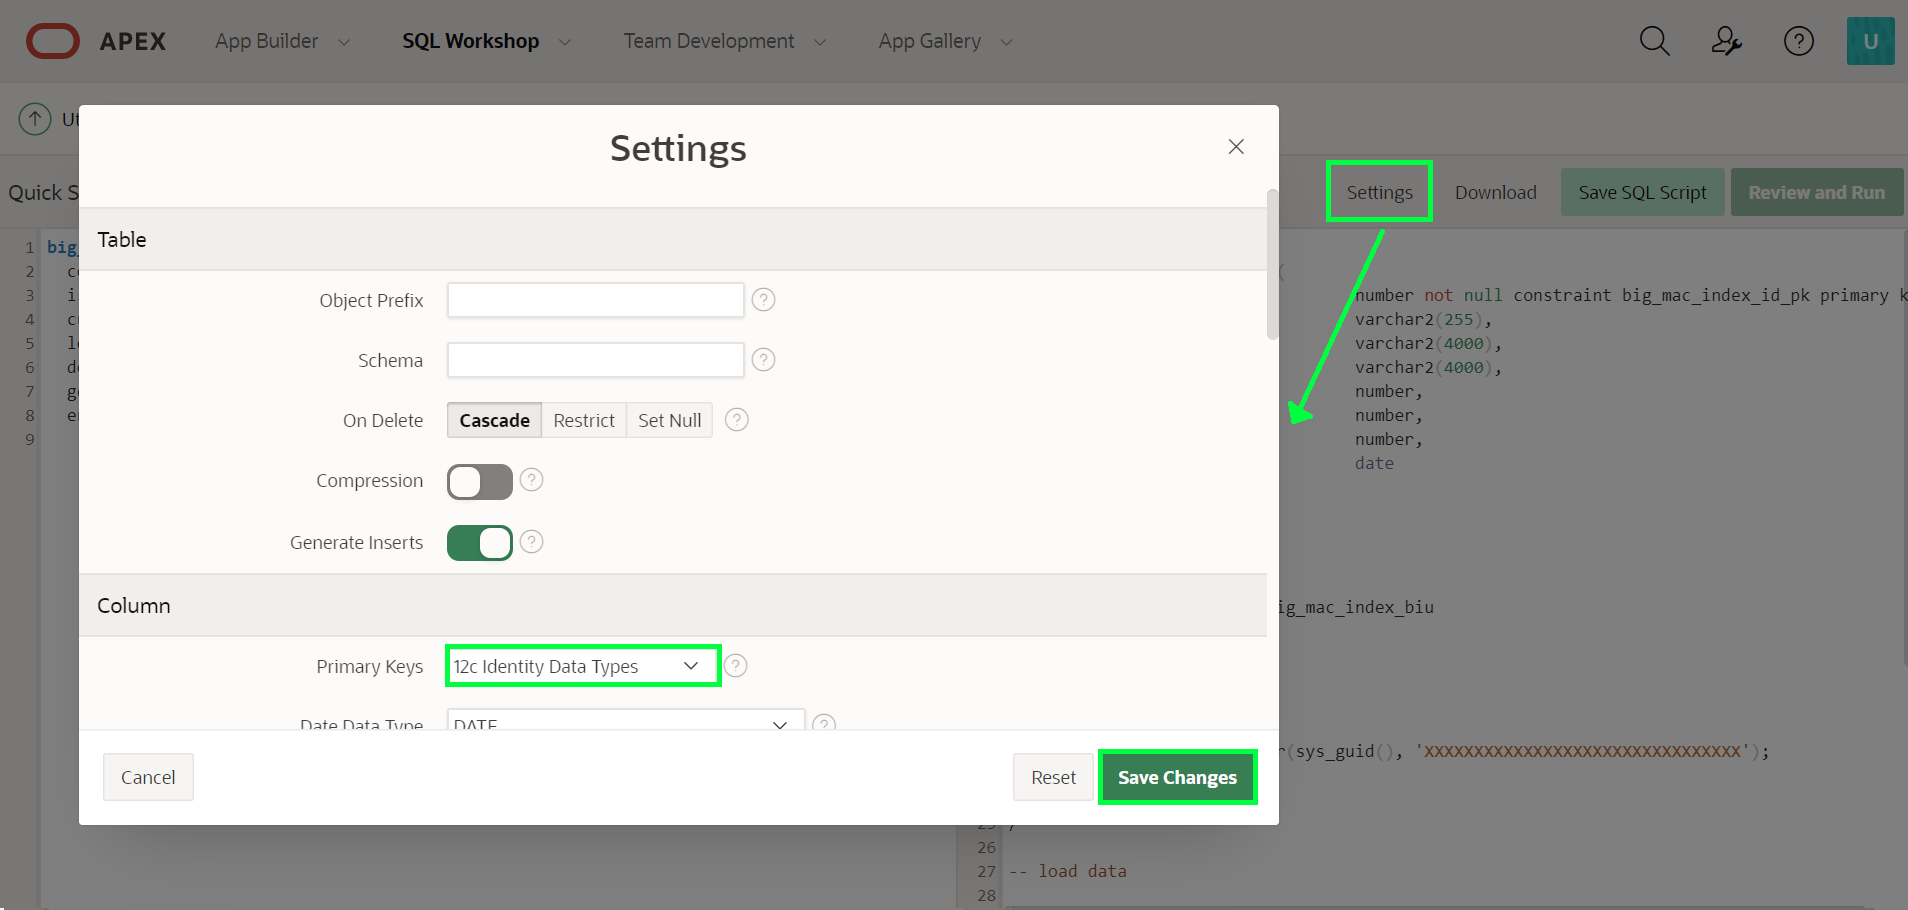 APEX App Builder SQL Workshop Team Development App Gallery U
Settings
Quick S Settings Download Save SQL Script Review and Run
Table
1 big_
2
3
4
5
6
7
8
9
Object Prefix
Schema
On Delete Cascade Restrict Set Null
Compression
Generate Inserts
Column
Primary Keys 12c Identity Data Types
Date Data Type DATE
Cancel Reset Save Changes
(
number not null constraint big_mac_index_id_pk primary k
varchar2(255),
varchar2(4000),
varchar2(4000),
number,
number,
number,
date
ig_mac_index_biu
r(sys_guid(), 'XXXXXXXXXXXXXXXXXXXXXXXXXXXXXXXX');
25 /
26
27 -- load data
28